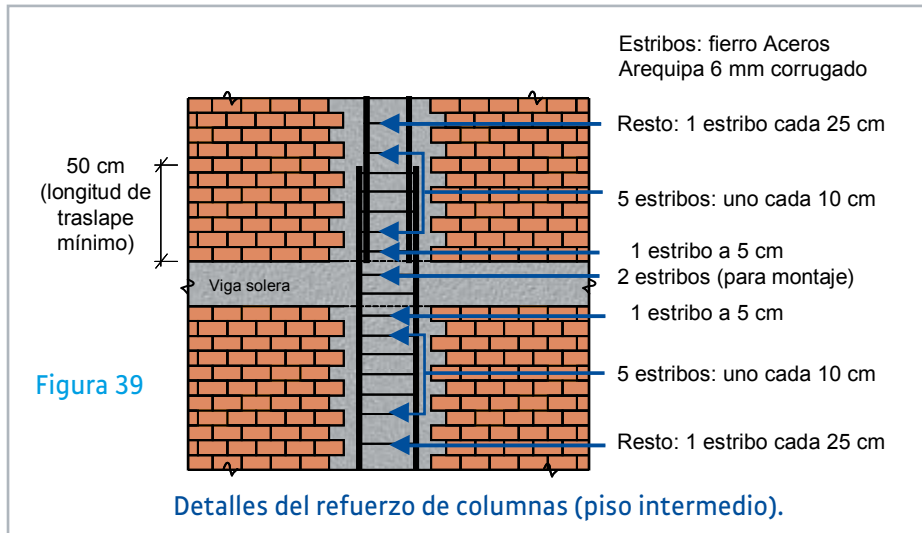 Estribos: fierro Aceros
Arequipa 6 mm corrugado
Resto: 1 estribo cada 25 cm
50 cm
(longitud de
traslape
mínimo)
5 estribos: uno cada 10 cm
1 estribo a 5 cm
2 estribos (para montaje)
Viga solera
1 estribo a 5 cm
Figura 39
5 estribos: uno cada 10 cm
Resto: 1 estribo cada 25 cm
Detalles del refuerzo de columnas (piso intermedio).